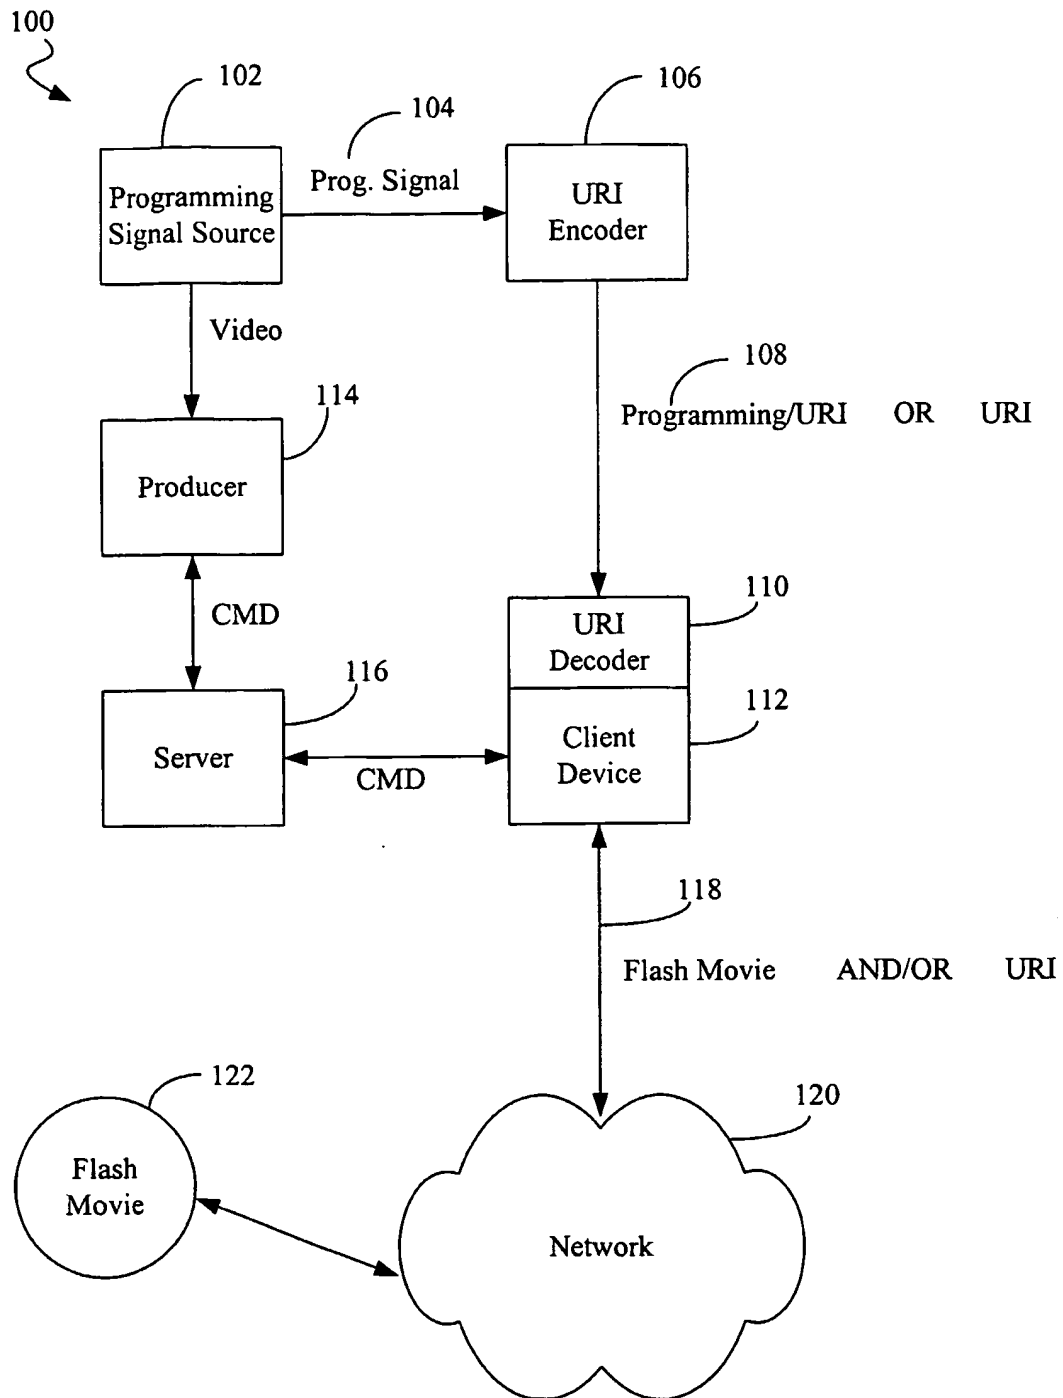 100
102
104
106
Programming
Signal Source
Prog. Signal
URI
Encoder
Video
108
Programming/URI OR URI
114
Producer
CMD
110
URI
Decoder
116
112
Server
CMD
Client
Device
118
Flash Movie AND/OR URI
122
120
Flash
Movie
Network